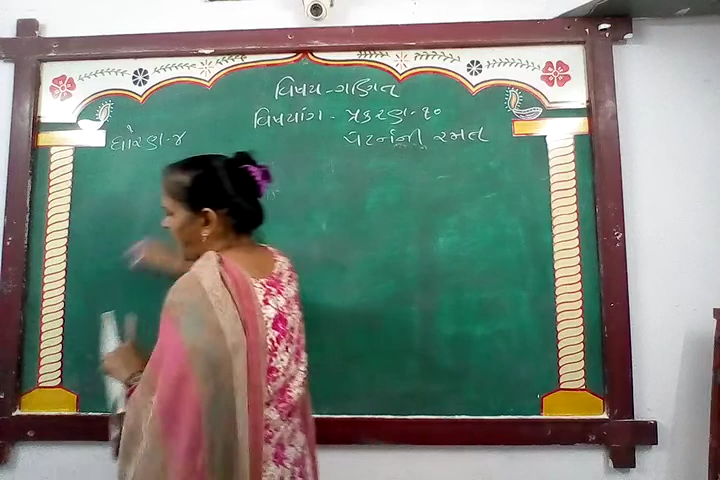 વિષય - ગણિત
વિષયાંગ - પ્રકરણ - ૧૦
પેટર્નની રમત
ધોરણ - ૪